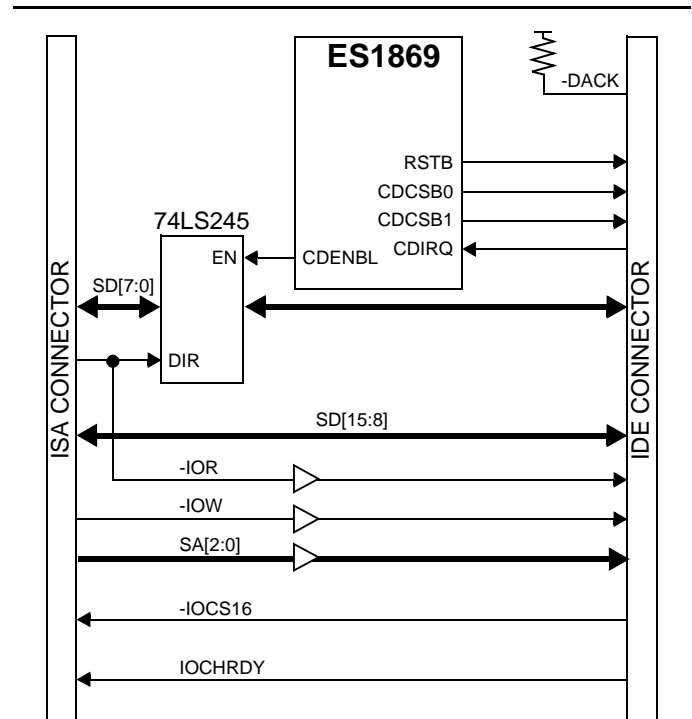 ES1869
-DACK
RSTB
CDCSB0
CDCSB1
CDIRQ
74LS245
EN
CDENBL
SD[7:0]
DIR
ISA CONNECTOR
IDE CONNECTOR
SD[15:8]
-IOR
-IOW
SA[2:0]
-IOCS16
IOCHRDY